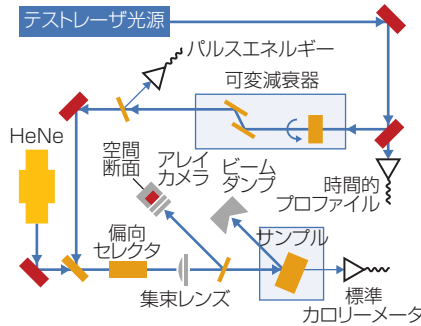 テストレーザ光源
パルスエネルギー
可変減衰器
HeNe
空間
断面
アレイ
カメラ
ビーム
ダンプ
時間的
プロファイル
偏向
セレクタ
サンプル
集束レンズ
標準
カロリーメータ